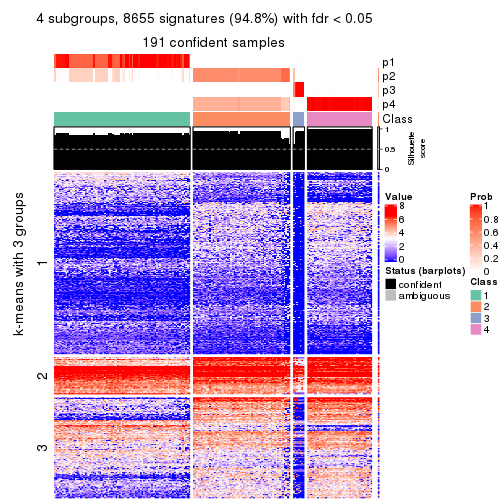 4 subgroups, 8655 signatures (94.8%) with fdr < 0.05
191 confident samples
p1
p2
p3
p4
Class
1
0.5
0
Silhouette
score
k-means with 3 groups
1
2
3
Value
8
6
4
2
0
Status (barplots)
confident
ambiguous
Prob
1
0.8
0.6
0.4
0.2
0
Class
1
2
3
4